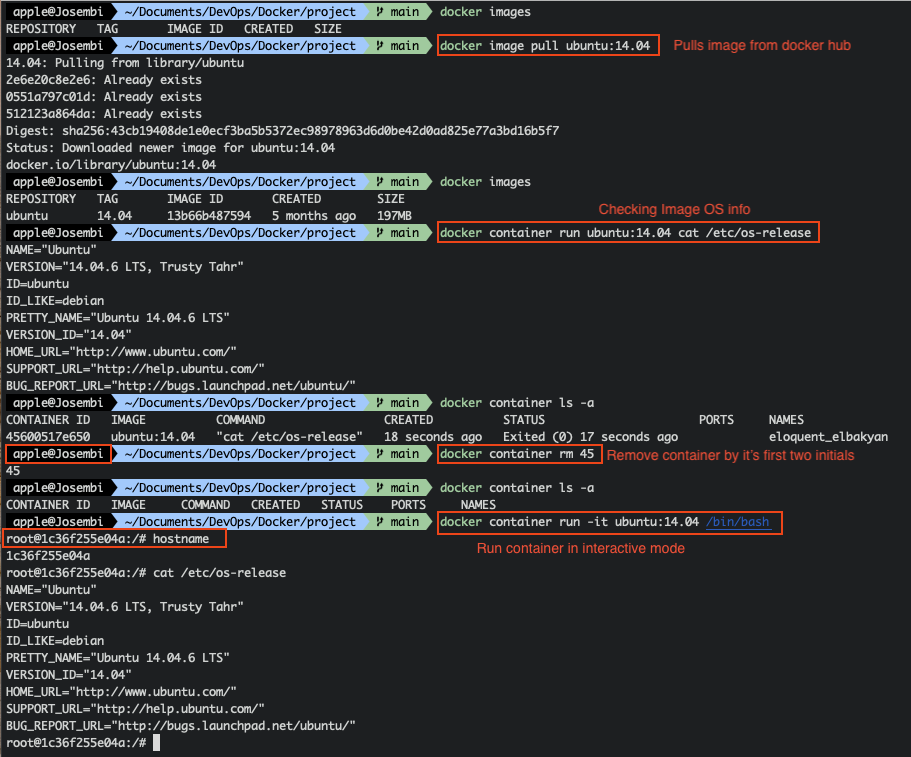 apple@Josembi ~/Documents/DevOps/Docker/project main docker images
REPOSITORY TAG IMAGE ID CREATED SIZE
apple@Josembi ~/Documents/DevOps/Docker/project main docker image pull ubuntu:14.04 Pulls image from docker hub
14.04: Pulling from library/ubuntu
2e6e20c8e2e6: Already exists
0551a797c01d: Already exists
512123a864da: Already exists
Digest: sha256:43cb19408de1e0ecf3ba5b5372ec98978963d6d0be42d0ad825e77a3bd16b5f7
Status: Downloaded newer image for ubuntu:14.04
docker.io/library/ubuntu:14.04
apple@Josembi ~/Documents/DevOps/Docker/project main docker images
REPOSITORY TAG IMAGE ID CREATED SIZE
ubuntu 14.04 13b66b487594 5 months ago 197MB
Checking Image OS info
apple@Josembi ~/Documents/DevOps/Docker/project main docker container run ubuntu:14.04 cat /etc/os-release
NAME="Ubuntu"
VERSION="14.04.6 LTS, Trusty Tahr"
ID=ubuntu
ID_LIKE=debian
PRETTY_NAME="Ubuntu 14.04.6 LTS"
VERSION_ID="14.04"
HOME_URL="http://www.ubuntu.com/"
SUPPORT_URL="http://help.ubuntu.com/"
BUG_REPORT_URL="http://bugs.launchpad.net/ubuntu/"
apple@Josembi ~/Documents/DevOps/Docker/project main docker container ls -a
CONTAINER ID IMAGE COMMAND CREATED STATUS PORTS NAMES
45600517e650 ubuntu:14.04 "cat /etc/os-release" 18 seconds ago Exited (0) 17 seconds ago eloquent_elbakyan
apple@Josembi ~/Documents/DevOps/Docker/project main docker container rm 45 Remove container by it's first two initials
45
apple@Josembi ~/Documents/DevOps/Docker/project main docker container ls -a
CONTAINER ID IMAGE COMMAND CREATED STATUS PORTS NAMES
apple@Josembi ~/Documents/DevOps/Docker/project main docker container run -it ubuntu:14.04 /bin/bash
root@1c36f255e04a:/# hostname
Run container in interactive mode
1c36f255e04a
root@1c36f255e04a:/# cat /etc/os-release
NAME="Ubuntu"
VERSION="14.04.6 LTS, Trusty Tahr"
ID=ubuntu
ID_LIKE=debian
PRETTY_NAME="Ubuntu 14.04.6 LTS"
VERSION_ID="14.04"
HOME_URL="http://www.ubuntu.com/"
SUPPORT_URL="http://help.ubuntu.com/"
BUG_REPORT_URL="http://bugs.launchpad.net/ubuntu/"
root@1c36f255e04a:/#